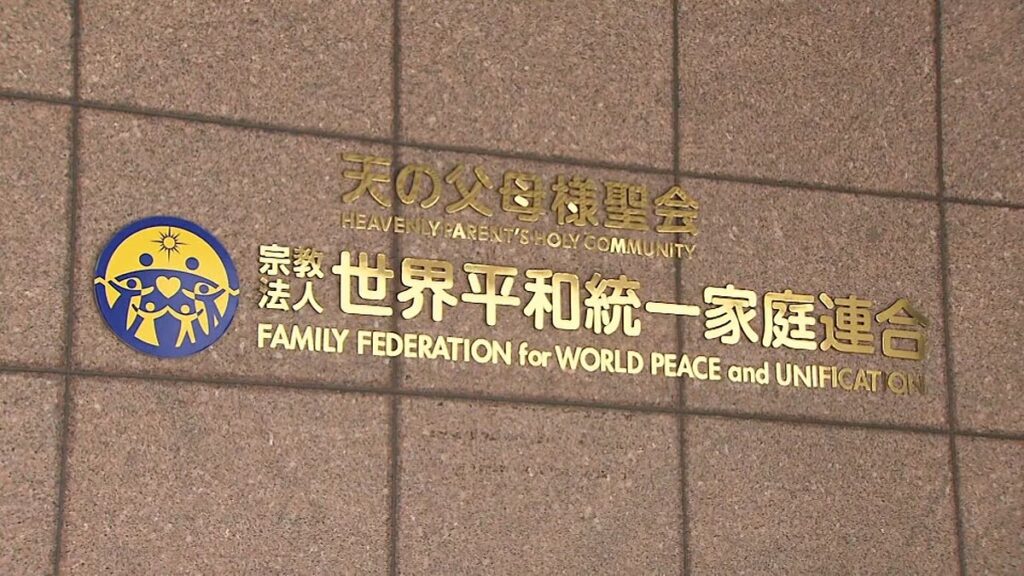 天の父母様聖会
HEAVENLY PARENT'S HOLY COMMUNITY
宗教法人 世界平和統一家庭連合
FAMILY FEDERATION for WORLD PEACE and UNIFICATION